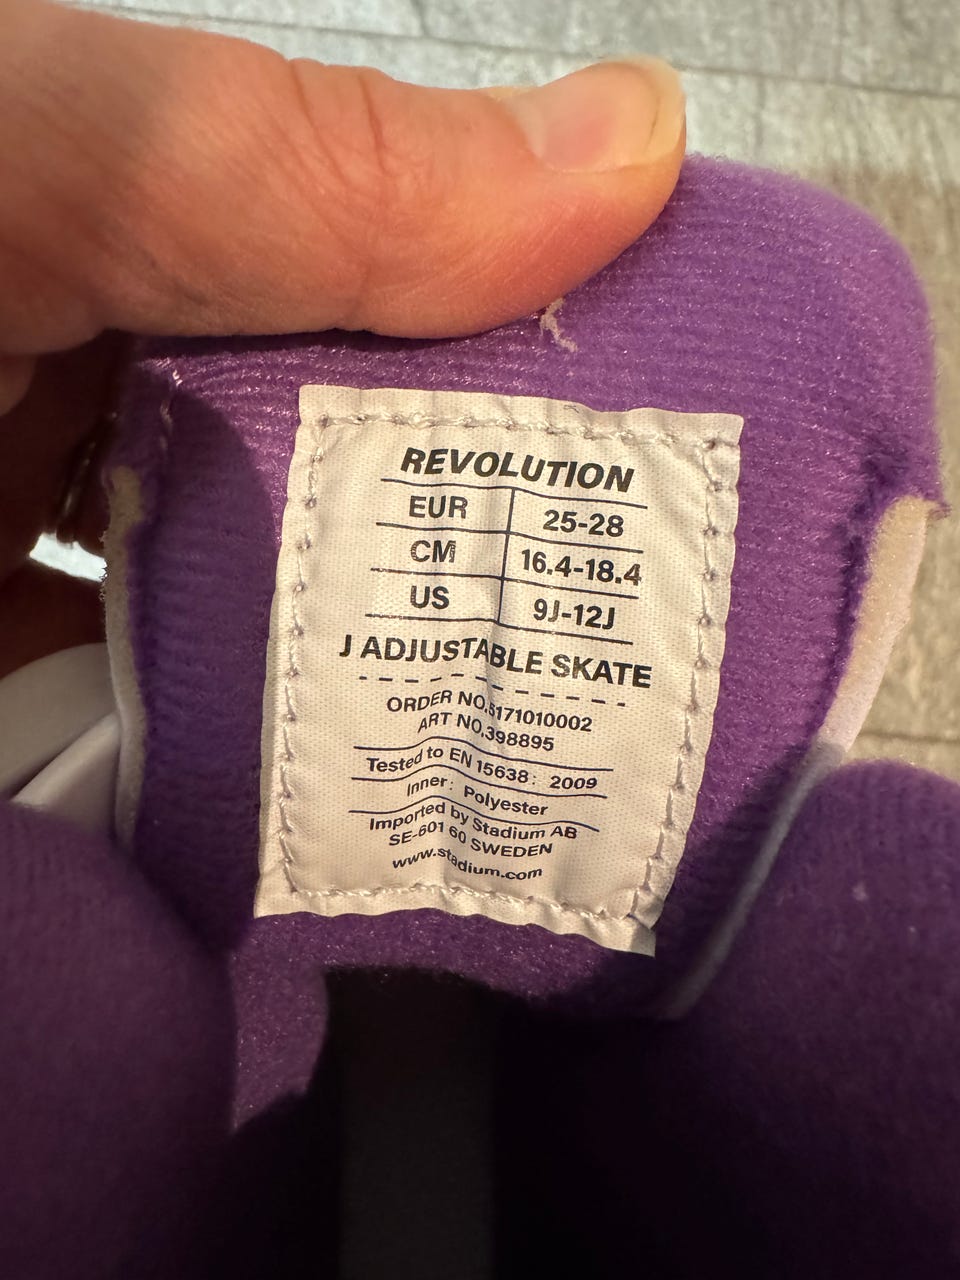 REVOLUTION
EUR 25-28
CM 16.4-18.4
US 9J-12J
J ADJUSTABLE SKATE
ORDER NO.5171010002
ART NO.398895
Tested to EN 15638: 2009
Inner: Polyester
Imported by Stadium AB
SE-601 60 SWEDEN
www.stadium.com